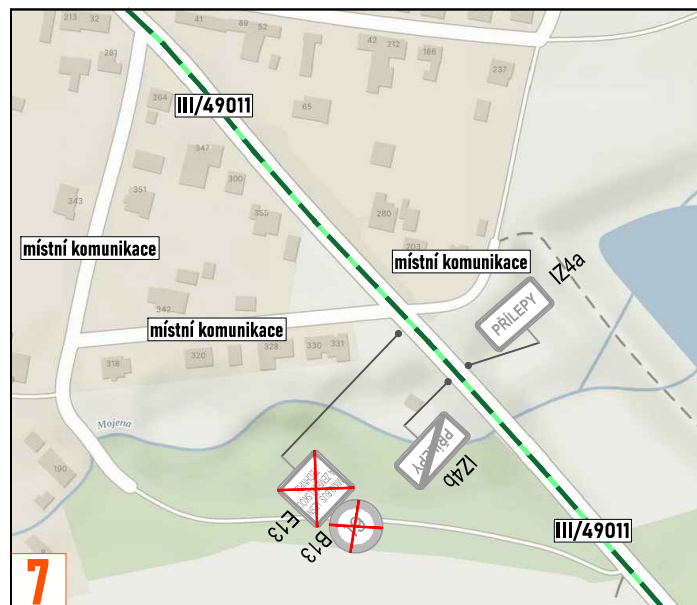 213 32
41
89
52
42
212
186
237
281
264
III/49011
65
347
300
351
343
355
280
203
místní komunikace
místní komunikace
místní komunikace
342
318
320
328
330
331
IZ4a
PŘÍLEPY
PŘÍLEPY
IZ4b
Mojena
190
E13
B13
III/49011
7